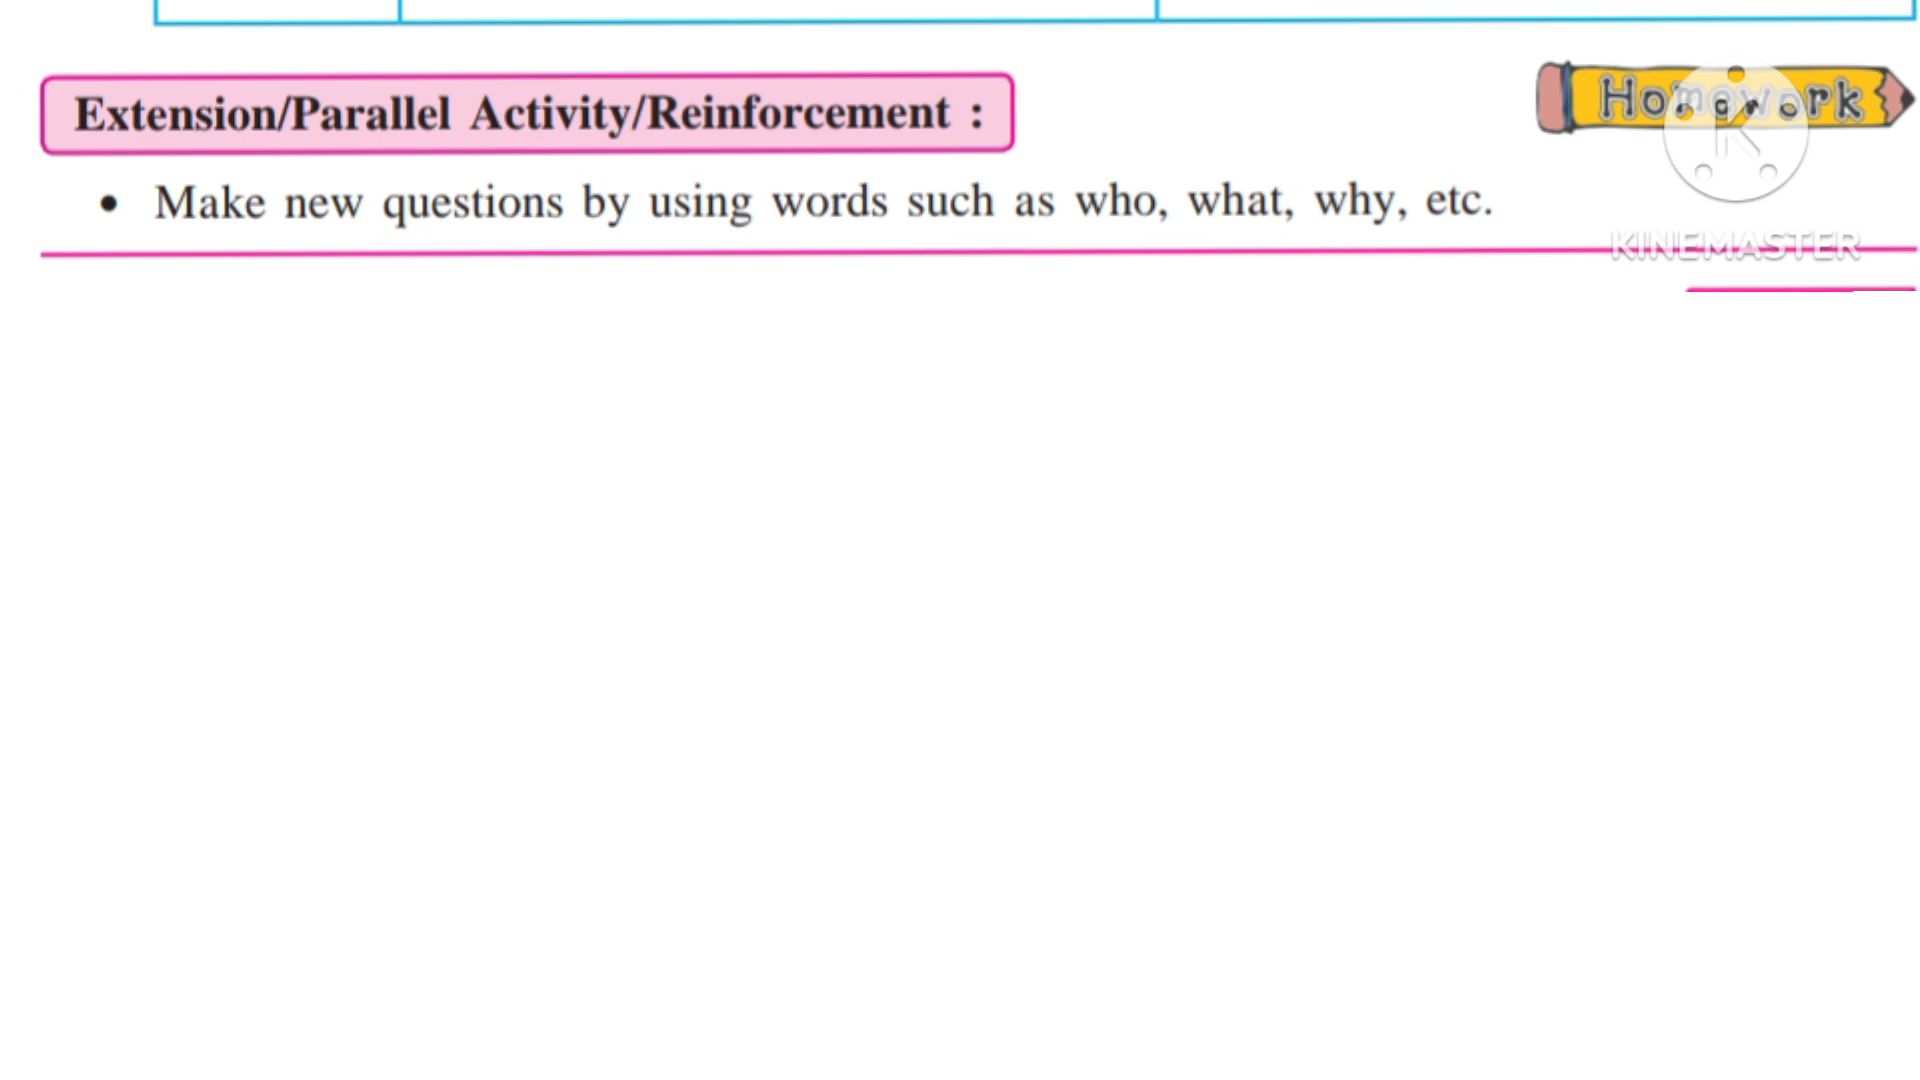 Extension/Parallel Activity/Reinforcement :
Homework
• Make new questions by using words such as who, what, why, etc.
KINEMASTER